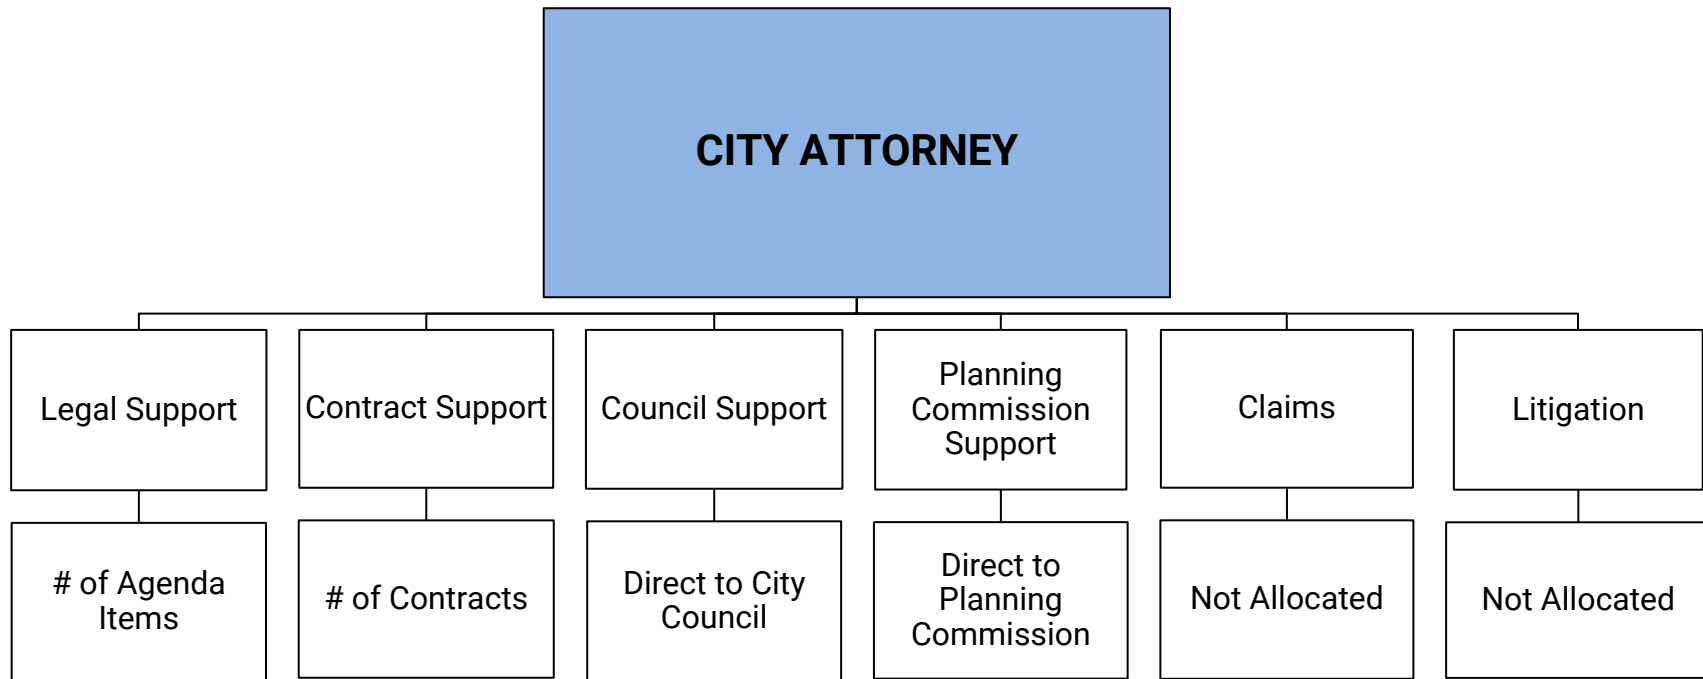 CITY ATTORNEY
Legal Support
Contract Support
Council Support
Planning
Commission
Support
Claims
Litigation
# of Agenda
Items
# of Contracts
Direct to City
Council
Direct to
Planning
Commission
Not Allocated
Not Allocated